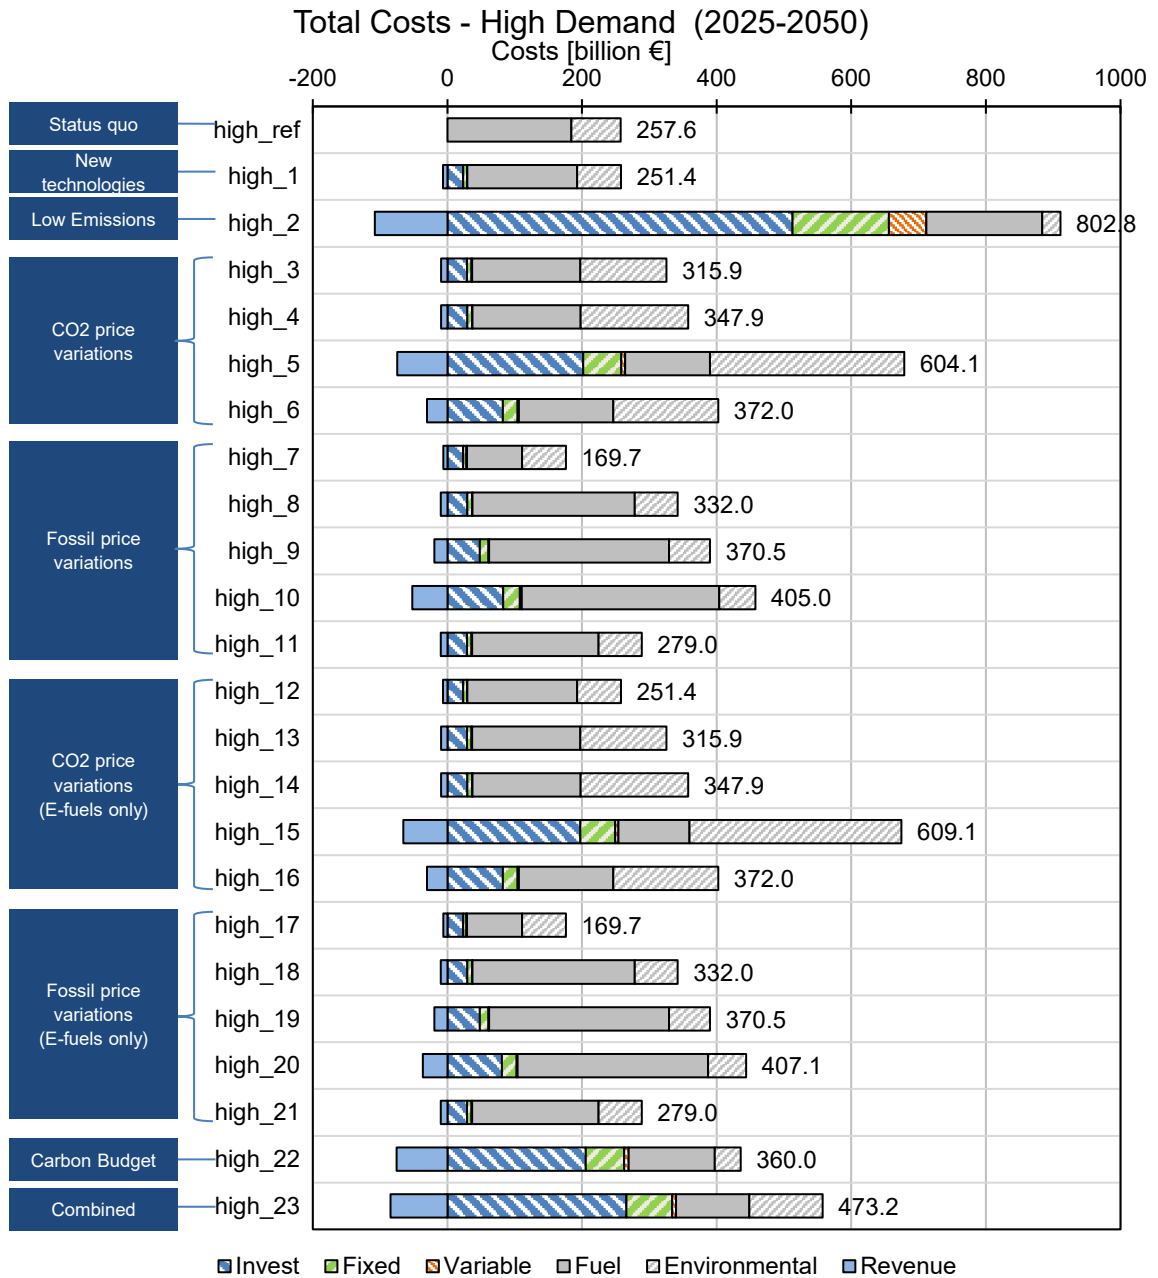 Total Costs - High Demand (2025-2050)
Costs [billion €]
-200 0 200 400 600 800 1000
Status quo
high_ref 257.6
New
technologies
high_1 251.4
Low Emissions
high_2 802.8
CO2 price
variations
high_3 315.9
high_4 347.9
high_5 604.1
high_6 372.0
Fossil price
variations
high_7 169.7
high_8 332.0
high_9 370.5
high_10 405.0
high_11 279.0
CO2 price
variations
(E-fuels only)
high_12 251.4
high_13 315.9
high_14 347.9
high_15 609.1
high_16 372.0
Fossil price
variations
(E-fuels only)
high_17 169.7
high_18 332.0
high_19 370.5
high_20 407.1
high_21 279.0
Carbon Budget
high_22 360.0
Combined
high_23 473.2
Invest Fixed Variable Fuel Environmental Revenue